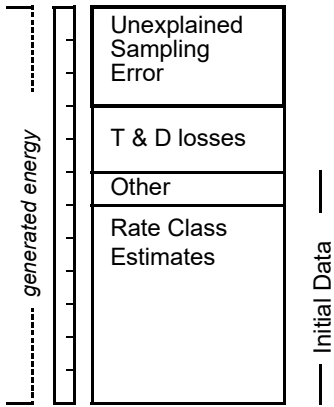 Unexplained
Sampling
Error
T & D losses
Other
Rate Class
Estimates
generated energy
Initial Data